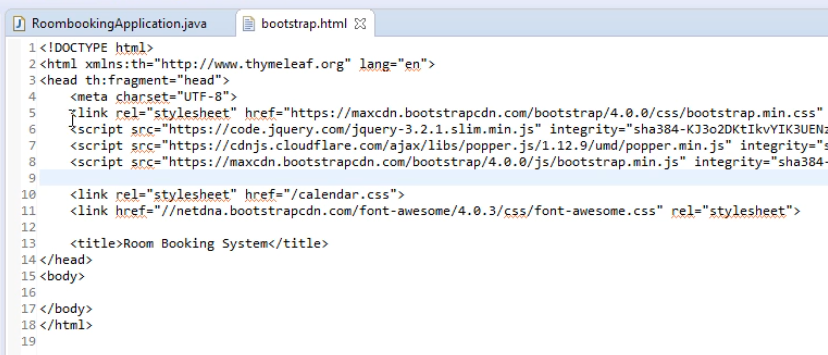 RoombookingApplication.java bootstrap.html
1 <!DOCTYPE html>
2 <html xmlns:th="http://www.thymeleaf.org" lang="en">
3 <head th:fragment="head">
4 <meta charset="UTF-8">
5 <link rel="stylesheet" href="https://maxcdn.bootstrapcdn.com/bootstrap/4.0.0/css/bootstrap.min.css"
6 <script src="https://code.jquery.com/jquery-3.2.1.slim.min.js" integrity="sha384-KJ3o2DKtIkvYIK3UENz
7 <script src="https://cdnjs.cloudflare.com/ajax/libs/popper.js/1.12.9/umd/popper.min.js" integrity="s
8 <script src="https://maxcdn.bootstrapcdn.com/bootstrap/4.0.0/js/bootstrap.min.js" integrity="sha384-
9
10 <link rel="stylesheet" href="/calendar.css">
11 <link href="//netdna.bootstrapcdn.com/font-awesome/4.0.3/css/font-awesome.css" rel="stylesheet">
12
13 <title>Room Booking System</title>
14 </head>
15 <body>
16
17 </body>
18 </html>
19